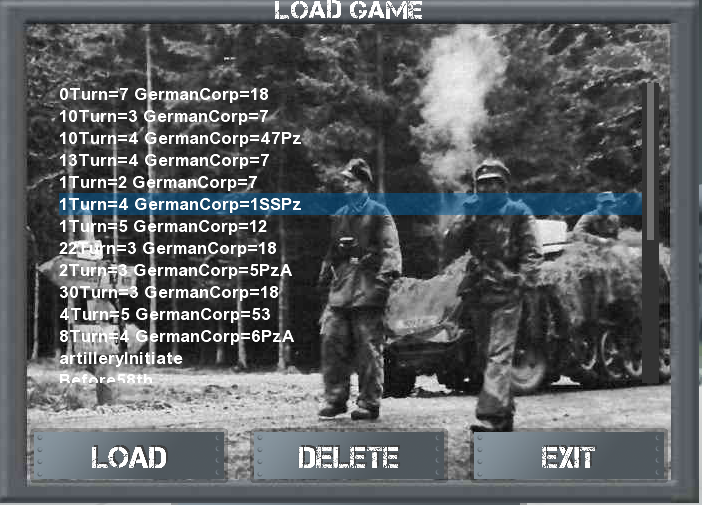 LOAD GAME
0Turn=7 GermanCorp=18
10Turn=3 GermanCorp=7
10Turn=4 GermanCorp=47Pz
13Turn=4 GermanCorp=7
1Turn=2 GermanCorp=7
1Turn=4 GermanCorp=1SSPz
1Turn=5 GermanCorp=12
22Turn=3 GermanCorp=18
2Turn=3 GermanCorp=5PzA
30Turn=3 GermanCorp=18
4Turn=5 GermanCorp=53
8Turn=4 GermanCorp=6PzA
artilleryInitiate
Before58th
LOAD DELETE EXIT